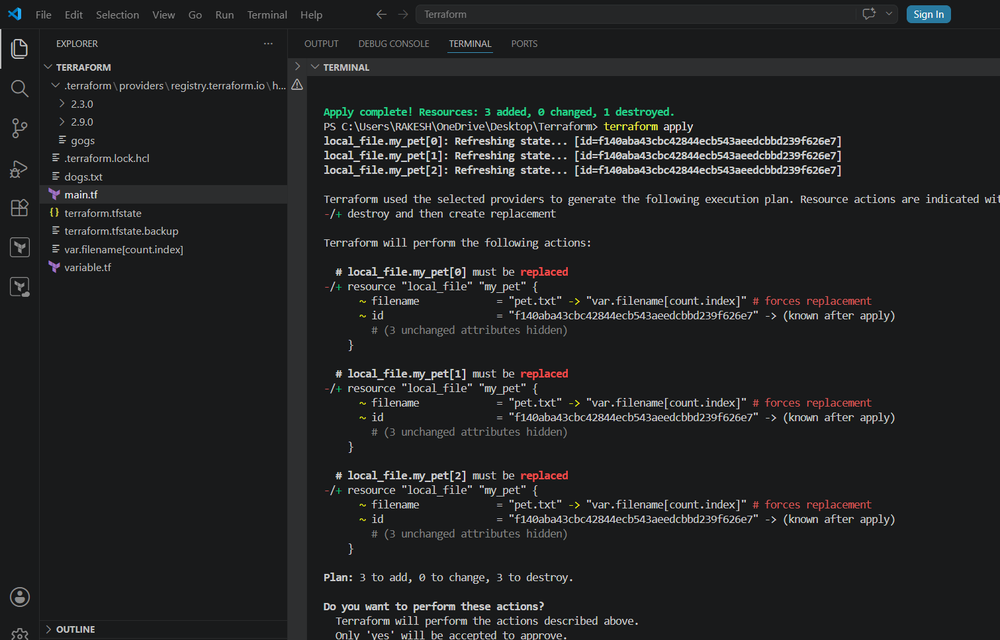 File Edit Selection View Go Run Terminal Help
Terraform
Sign In
EXPLORER
TERRAFORM
.terraform\providers\registry.terraform.io\h...
2.3.0
2.9.0
gogs
.terraform.lock.hcl
dogs.txt
main.tf
terraform.tfstate
terraform.tfstate.backup
var.filename[count.index]
variable.tf
OUTLINE
OUTPUT DEBUG CONSOLE TERMINAL PORTS
TERMINAL
Apply complete! Resources: 3 added, 0 changed, 1 destroyed.
PS C:\Users\RAKESH\OneDrive\Desktop\Terraform> terraform apply
local_file.my_pet[0]: Refreshing state... [id=f140aba43cbc42844ecb543aeedcbbd239f626e7]
local_file.my_pet[1]: Refreshing state... [id=f140aba43cbc42844ecb543aeedcbbd239f626e7]
local_file.my_pet[2]: Refreshing state... [id=f140aba43cbc42844ecb543aeedcbbd239f626e7]
Terraform used the selected providers to generate the following execution plan. Resource actions are indicated wit
-/+ destroy and then create replacement
Terraform will perform the following actions:
# local_file.my_pet[0] must be replaced
-/+ resource "local_file" "my_pet" {
~ filename = "pet.txt" -> "var.filename[count.index]" # forces replacement
~ id = "f140aba43cbc42844ecb543aeedcbbd239f626e7" -> (known after apply)
# (3 unchanged attributes hidden)
}
# local_file.my_pet[1] must be replaced
-/+ resource "local_file" "my_pet" {
~ filename = "pet.txt" -> "var.filename[count.index]" # forces replacement
~ id = "f140aba43cbc42844ecb543aeedcbbd239f626e7" -> (known after apply)
# (3 unchanged attributes hidden)
}
# local_file.my_pet[2] must be replaced
-/+ resource "local_file" "my_pet" {
~ filename = "pet.txt" -> "var.filename[count.index]" # forces replacement
~ id = "f140aba43cbc42844ecb543aeedcbbd239f626e7" -> (known after apply)
# (3 unchanged attributes hidden)
}
Plan: 3 to add, 0 to change, 3 to destroy.
Do you want to perform these actions?
Terraform will perform the actions described above.
Only 'yes' will be accepted to approve.